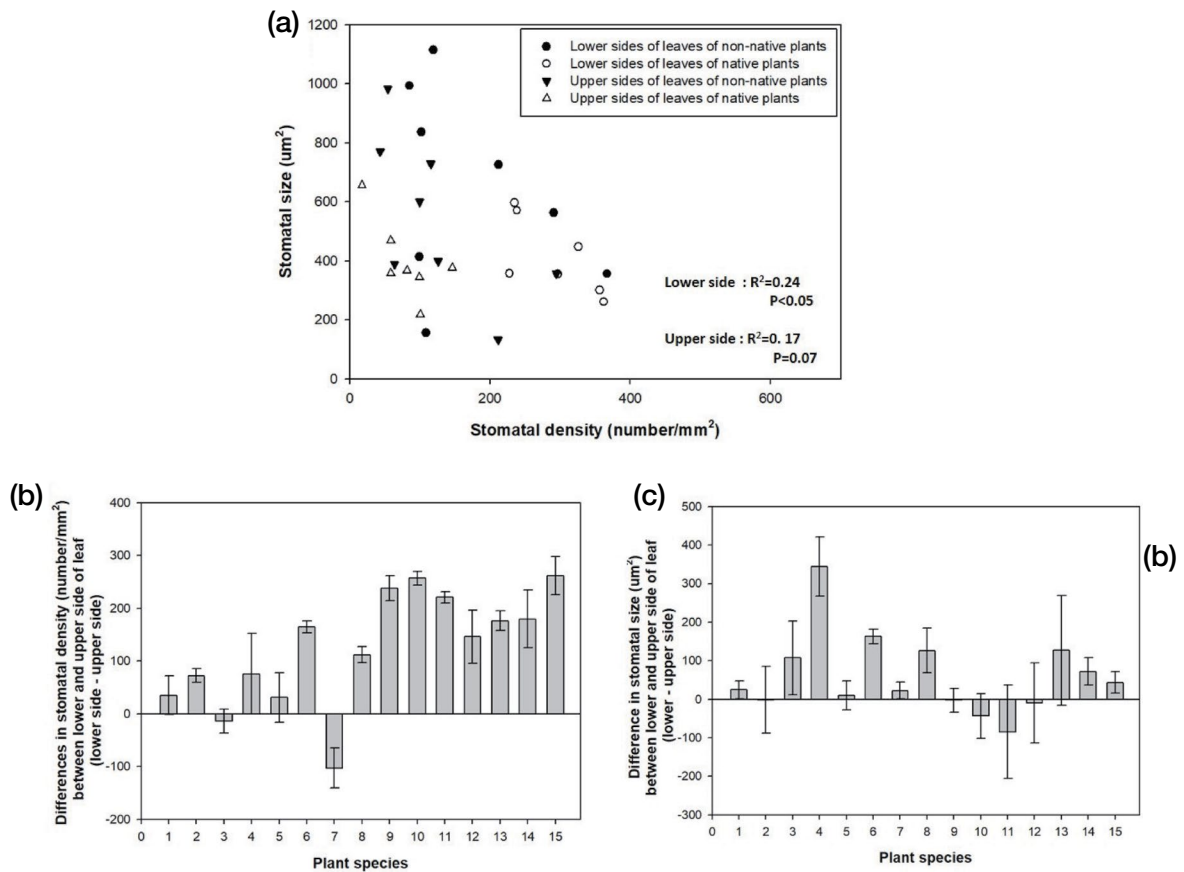 (a)
1200
1000
800
600
400
200
0
Stomatal size (um²)
Lower sides of leaves of non-native plants
Lower sides of leaves of native plants
Upper sides of leaves of non-native plants
Upper sides of leaves of native plants
Lower side : R²=0.24
P<0.05
Upper side : R²=0. 17
P=0.07
0 200 400 600
Stomatal density (number/mm²)
(b)
Differences in stomatal density (number/mm²)
between lower and upper side of leaf
(lower side - upper side)
400
300
200
100
0
-100
-200
0 1 2 3 4 5 6 7 8 9 10 11 12 13 14 15
Plant species
(c)
Difference in stomatal size (um²)
between lower and upper side of leaf
(lower - upper side)
500
400
300
200
100
0
-100
-200
-300
0 1 2 3 4 5 6 7 8 9 10 11 12 13 14 15
Plant species
(b)